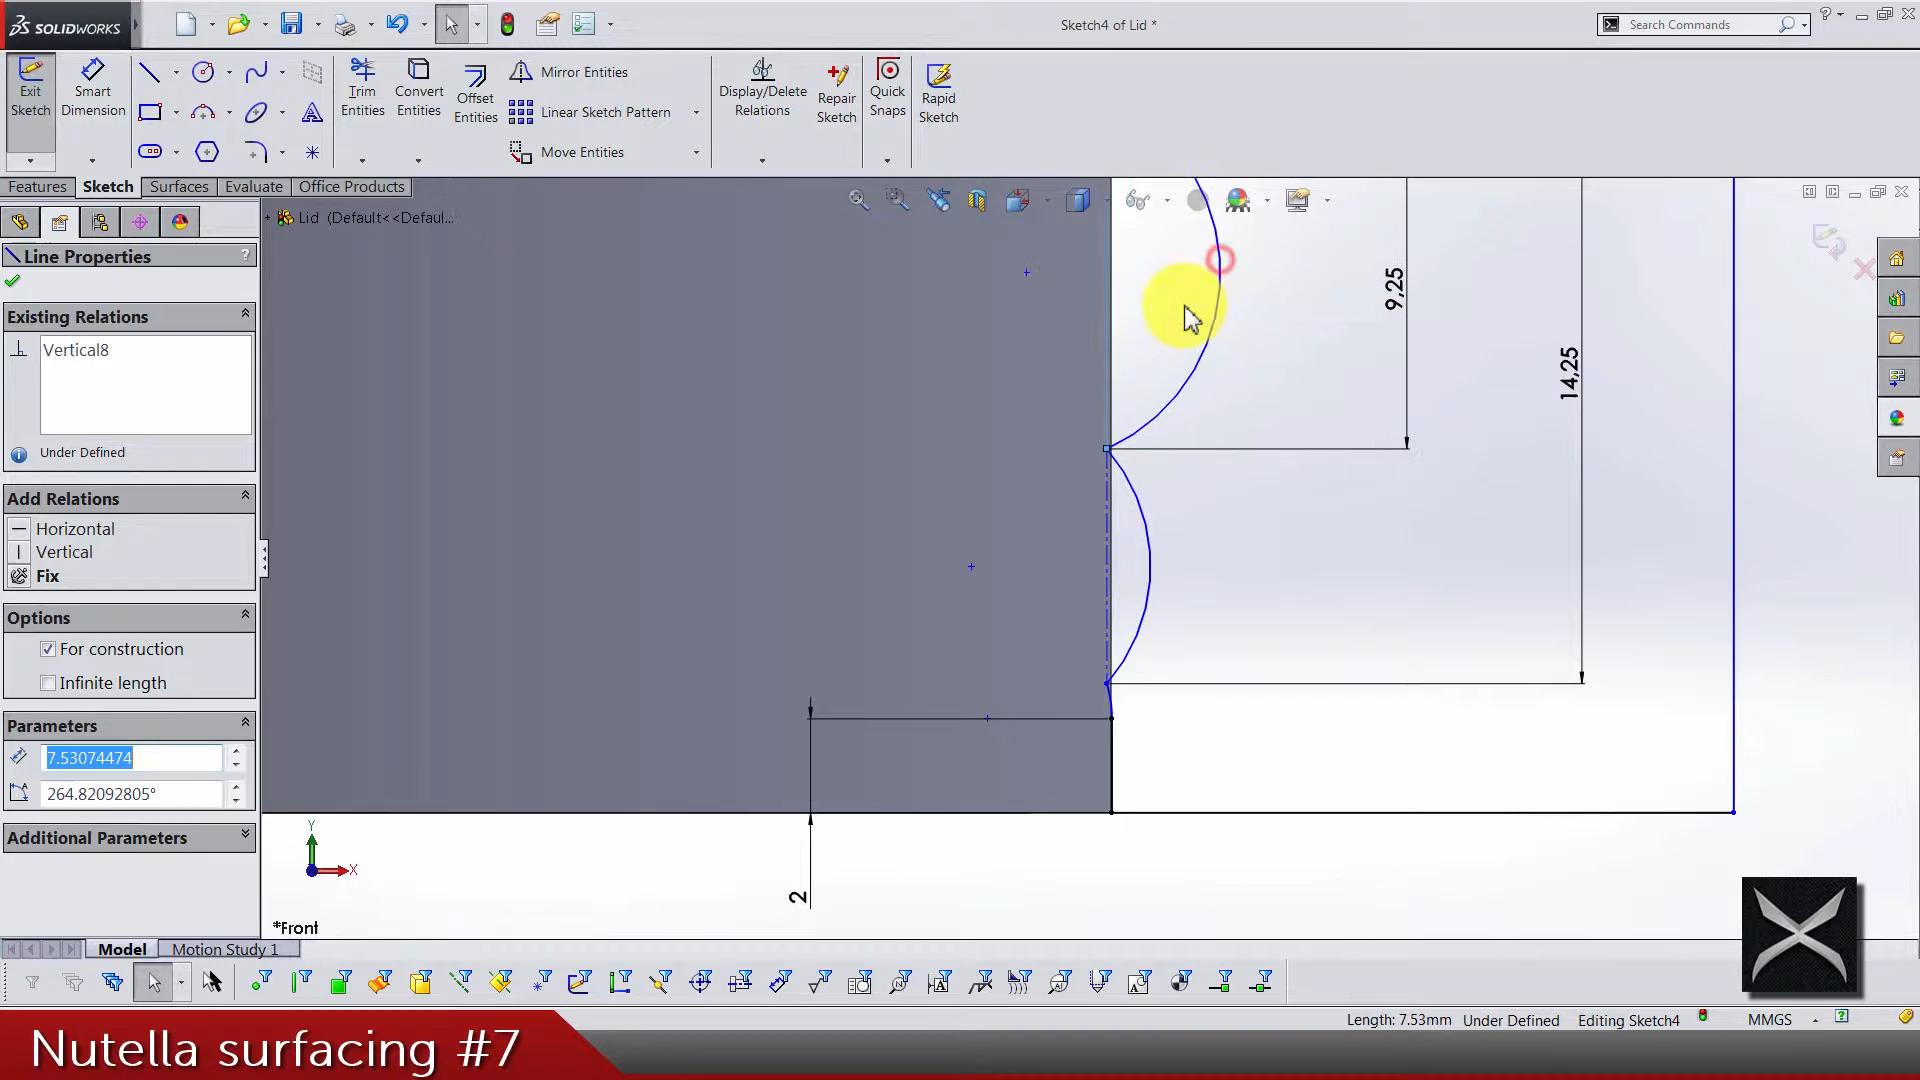 SOLIDWORKS
Sketch4 of Lid *
Search Commands
Exit Sketch
Smart Dimension
Trim Entities
Convert Entities
Offset Entities
Mirror Entities
Linear Sketch Pattern
Move Entities
Display/Delete Relations
Repair Sketch
Quick Snaps
Rapid Sketch
Features
Sketch
Surfaces
Evaluate
Office Products
Lid (Default<<Defaul...
Line Properties
?
Existing Relations
Vertical8
Under Defined
Add Relations
Horizontal
Vertical
Fix
Options
For construction
Infinite length
Parameters
7.53074474
264.82092805°
Additional Parameters
9,25
14,25
2
Y
X
*Front
Model
Motion Study 1
Length: 7.53mm
Under Defined
Editing Sketch4
MMGS
Nutella surfacing #7